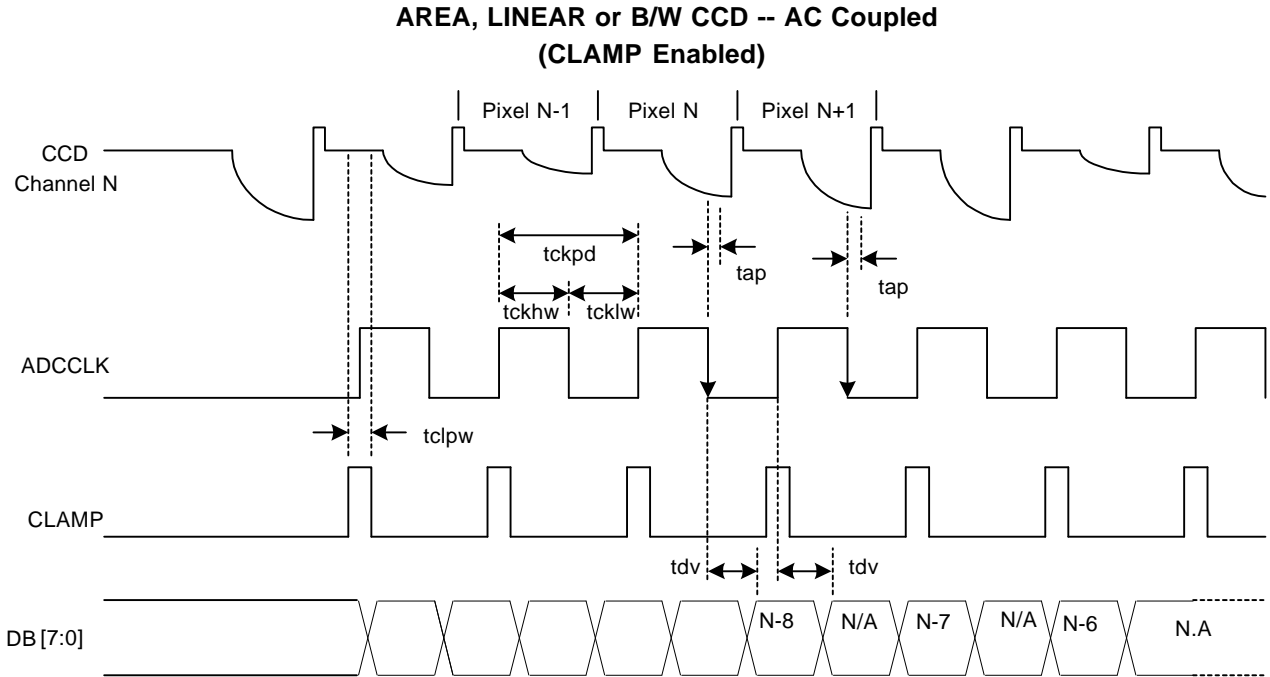 AREA, LINEAR or B/W CCD -- AC Coupled
(CLAMP Enabled)
Pixel N-1
Pixel N
Pixel N+1
CCD
Channel N
tckpd
tap
tap
tckhw
tcklw
ADCCLK
tclpw
CLAMP
tdv
tdv
DB [7:0]
N-8
N/A
N-7
N/A
N-6
N.A